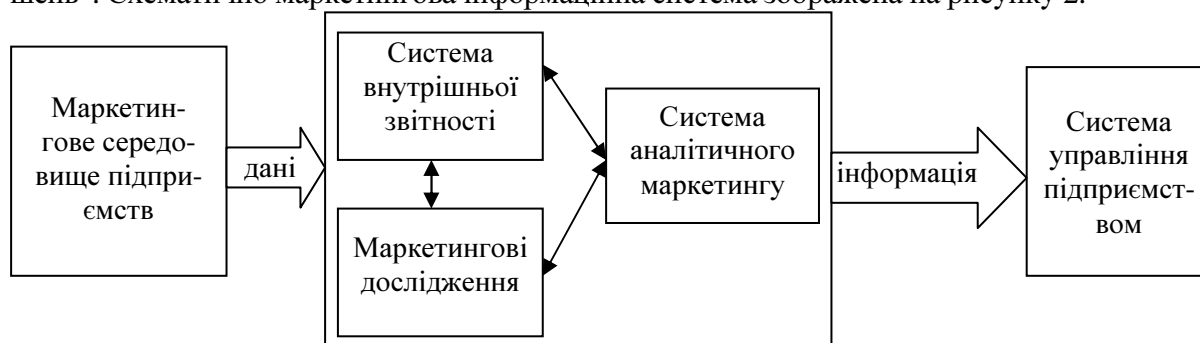 шень“. Схематично маркетингова інформаційна система зображена на рисунку 2.
Маркетин-
гове середо-
вище підпри-
ємств
дані
Система
внутрішньої
звітності
Маркетингові
дослідження
Система
аналітичного
маркетингу
інформація
Система
управління
підприємст-
вом